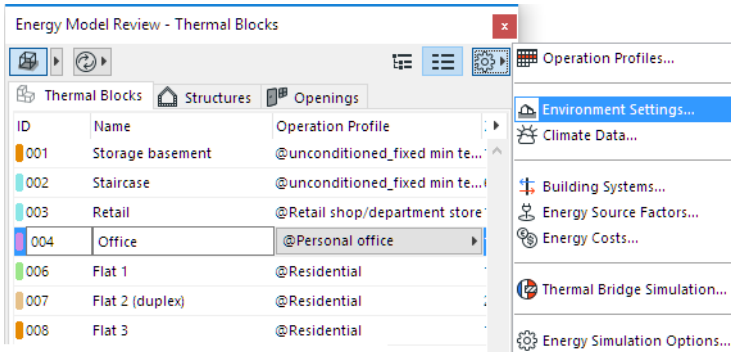 Energy Model Review - Thermal Blocks
x
Thermal Blocks Structures Openings
ID Name Operation Profile
001 Storage basement @unconditioned_fixed min te...
002 Staircase @unconditioned_fixed min te...
003 Retail @Retail shop/department store
004 Office @Personal office
006 Flat 1 @Residential
007 Flat 2 (duplex) @Residential
008 Flat 3 @Residential
Operation Profiles...
Environment Settings...
Climate Data...
Building Systems...
Energy Source Factors...
Energy Costs...
Thermal Bridge Simulation...
Energy Simulation Options...